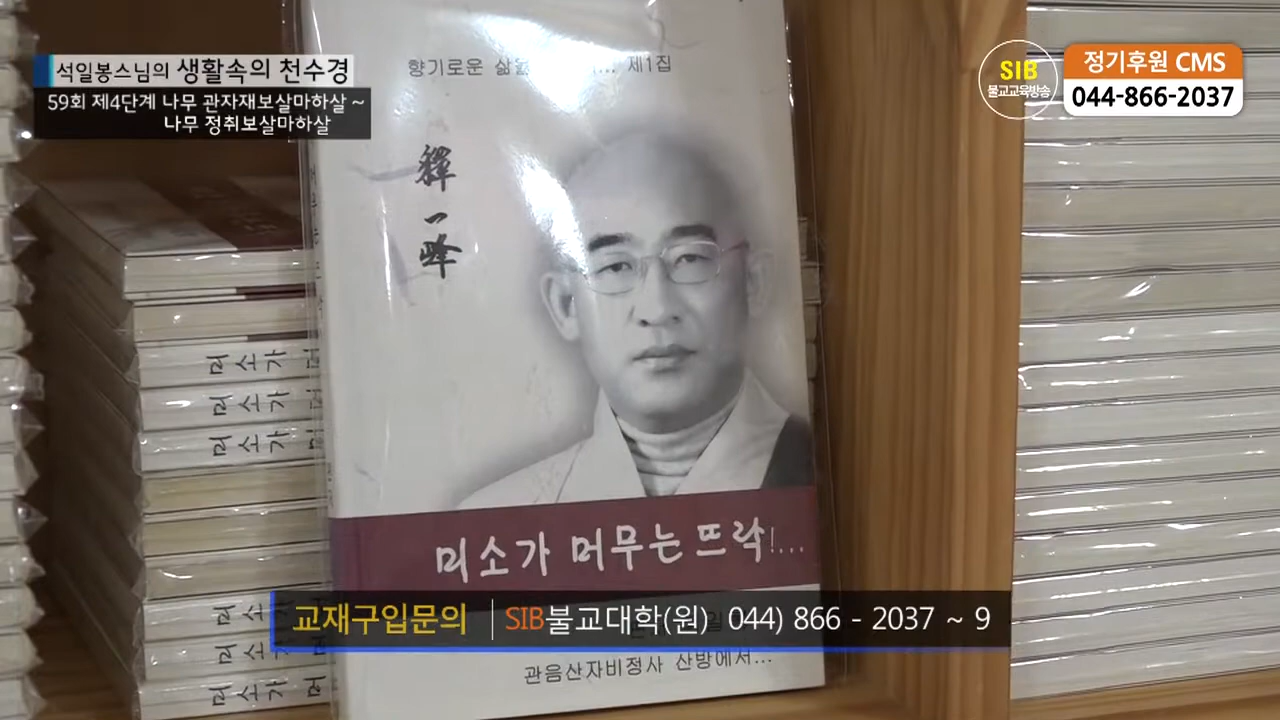 석일봉스님의 생활속의 천수경
59회 제4단계 나무 관자재보살마하살 ~
나무 정취보살마하살
SIB
불교교육방송
정기후원 CMS
044-866-2037
향기로운 제1집
釋一峰
미소가 머무는 뜨락!...
미소가
미소가
미소가
미소
미소
미소가 머
교재구입문의 SIB불교대학(원) 044) 866 - 2037 ~ 9
관음산자비정사 산방에서...